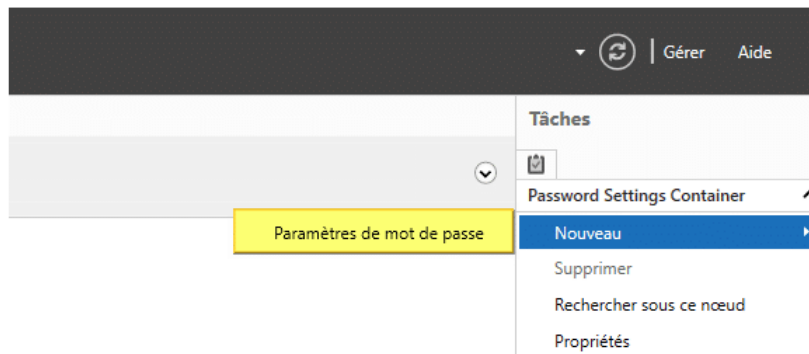 Gérer Aide
Tâches
Password Settings Container
Paramètres de mot de passe
Nouveau
Supprimer
Rechercher sous ce nœud
Propriétés